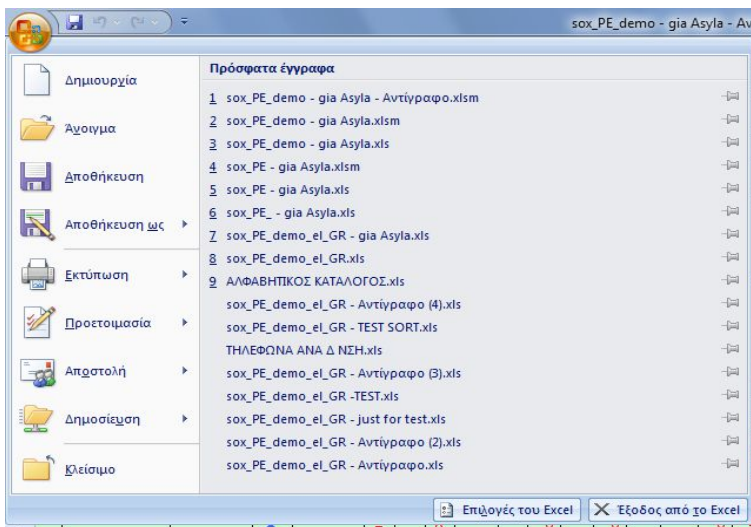 sox_PE_demo - gia Asyla - Αν
Δημιουργία
Άνοιγμα
Αποθήκευση
Αποθήκευση ως
Εκτύπωση
Προετοιμασία
Αποστολή
Δημοσίευση
Κλείσιμο
Πρόσφατα έγγραφα
1 sox_PE_demo - gia Asyla - Αντίγραφο.xlsm
2 sox_PE_demo - gia Asyla.xlsm
3 sox_PE_demo - gia Asyla.xls
4 sox_PE - gia Asyla.xlsm
5 sox_PE - gia Asyla.xls
6 sox_PE_ - gia Asyla.xls
7 sox_PE_demo_el_GR - gia Asyla.xls
8 sox_PE_demo_el_GR.xls
9 ΑΛΦΑΒΗΤΙΚΟΣ ΚΑΤΑΛΟΓΟΣ.xls
sox_PE_demo_el_GR - Αντίγραφο (4).xls
sox_PE_demo_el_GR - TEST SORT.xls
ΤΗΛΕΦΩΝΑ ΑΝΑ Δ ΝΣΗ.xls
sox_PE_demo_el_GR - Αντίγραφο (3).xls
sox_PE_demo_el_GR -TEST.xls
sox_PE_demo_el_GR - just for test.xls
sox_PE_demo_el_GR - Αντίγραφο (2).xls
sox_PE_demo_el_GR - Αντίγραφο.xls
Επιλογές του Excel
Έξοδος από το Excel